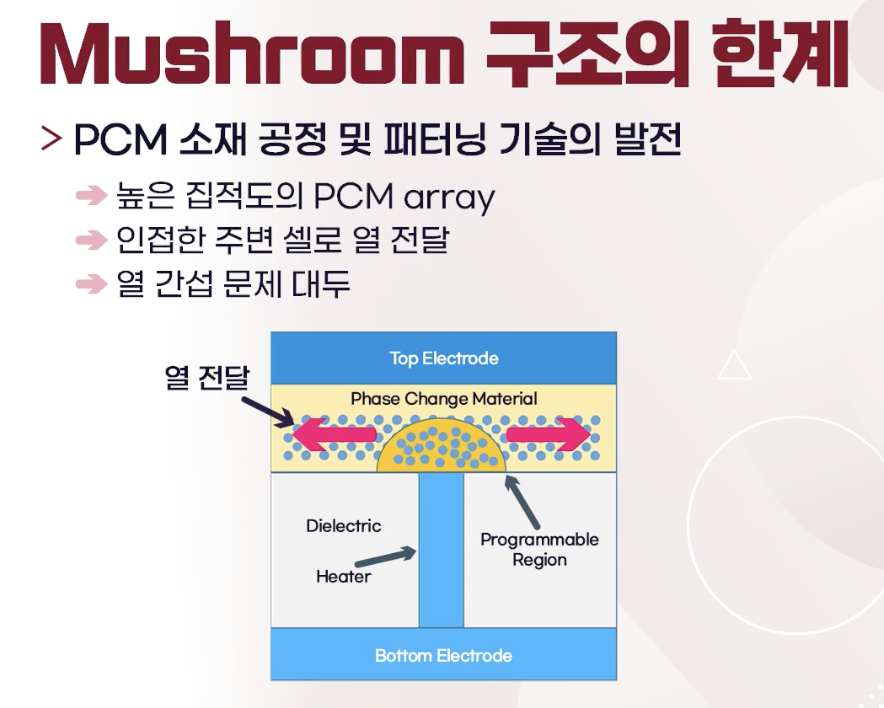 Mushroom 구조의 한계
> PCM 소재 공정 및 패터닝 기술의 발전
높은 집적도의 PCM array
인접한 주변 셀로 열 전달
열 간섭 문제 대두
Top Electrode
열 전달
Phase Change Material
Dielectric
Programmable
Region
Heater
Bottom Electrode